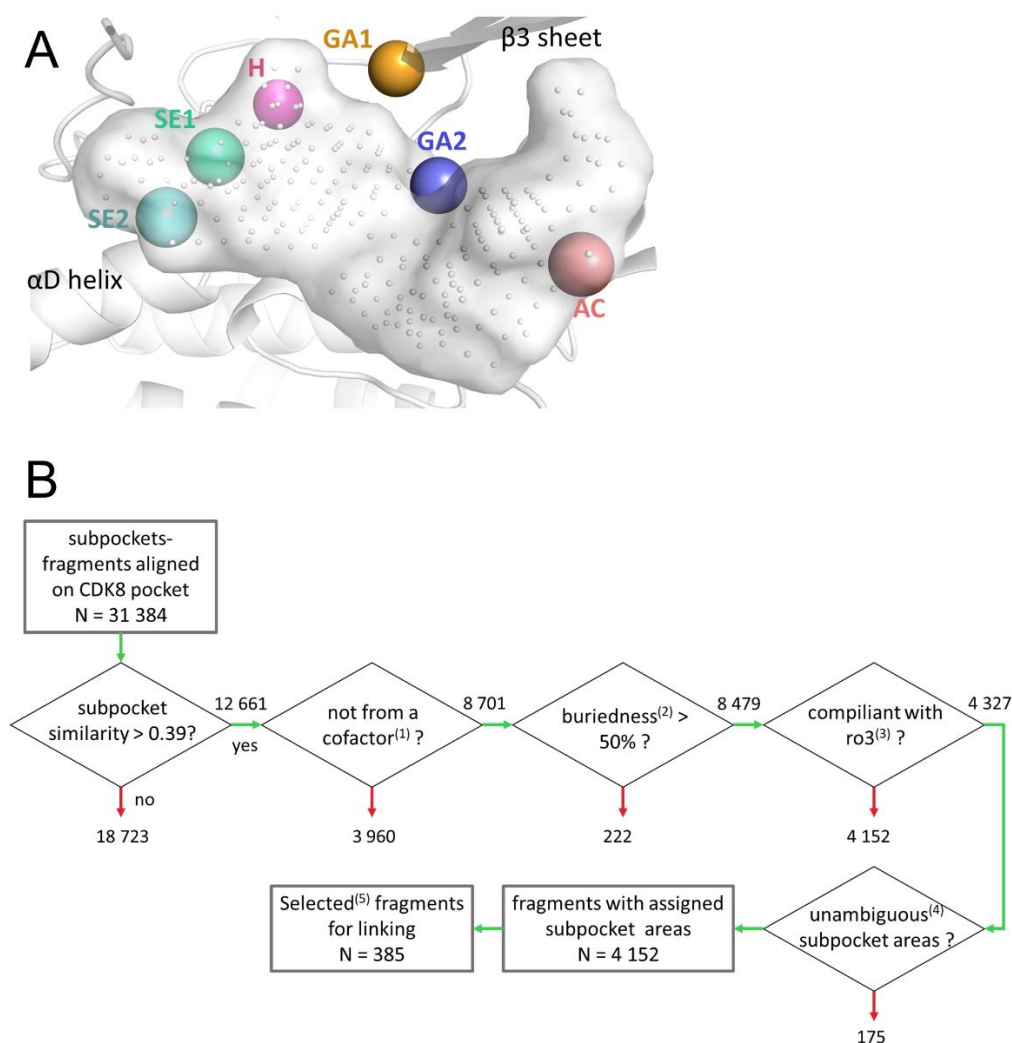 A
GA1
β3 sheet
H
SE1
GA2
SE2
αD helix
AC
B
subpockets-
fragments aligned
on CDK8 pocket
N = 31 384
subpocket
similarity > 0.39?
12 661
yes
no
18 723
not from a
cofactor(1) ?
8 701
3 960
buriedness(2) >
50% ?
8 479
222
compiliant with
ro3(3) ?
4 327
4 152
unambiguous(4)
subpocket areas ?
175
fragments with assigned
subpocket areas
N = 4 152
Selected(5) fragments
for linking
N = 385